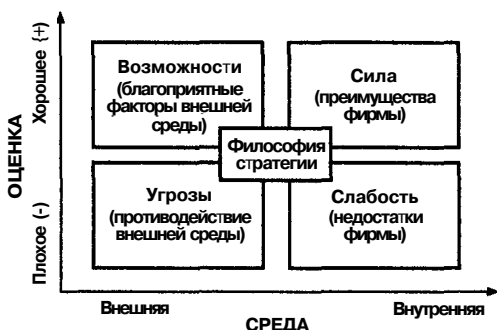 ОЦЕНКА
Хорошее {+)
Плохое (-)
Возможности
(благоприятные
факторы внешней
среды)
Сила
(преимущества
фирмы)
Философия
стратегии
Угрозы
(противодействие
внешней среды)
Слабость
(недостатки
фирмы)
Внешняя
Внутренняя
СРЕДА